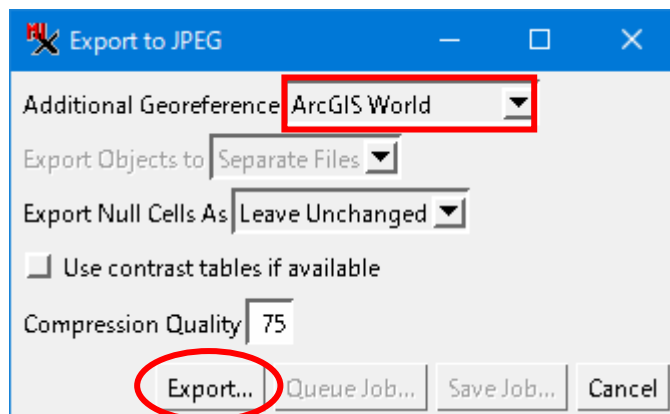 Export to JPEG
Additional Georeference ArcGIS World
Export Objects to Separate Files
Export Null Cells As Leave Unchanged
Use contrast tables if available
Compression Quality 75
Export... Queue Job... Save Job... Cancel